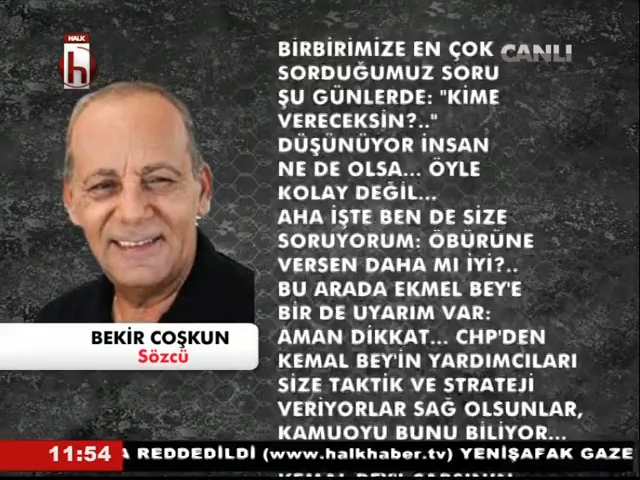 HALK
h
CANLI
BİRBİRİMİZE EN ÇOK
SORDUĞUMUZ SORU
ŞU GÜNLERDE: "KİME
VERECEKSİN?.."
DÜŞÜNÜYOR İNSAN
NE DE OLSA... ÖYLE
KOLAY DEĞİL...
AHA İŞTE BEN DE SİZE
SORUYORUM: ÖBÜRÜNE
VERSEN DAHA MI İYİ?..
BU ARADA EKMEL BEY'E
BİR DE UYARIM VAR:
AMAN DİKKAT... CHP'DEN
KEMAL BEY'İN YARDIMCILARI
SİZE TAKTİK VE STRATEJİ
VERİYORLAR SAĞ OLSUNLAR,
KAMUOYU BUNU BİLİYOR...
BEKİR COŞKUN
Sözcü
11:54
A REDDEDİLDİ (www.halkhaber.tv) YENİŞAFAK GAZE